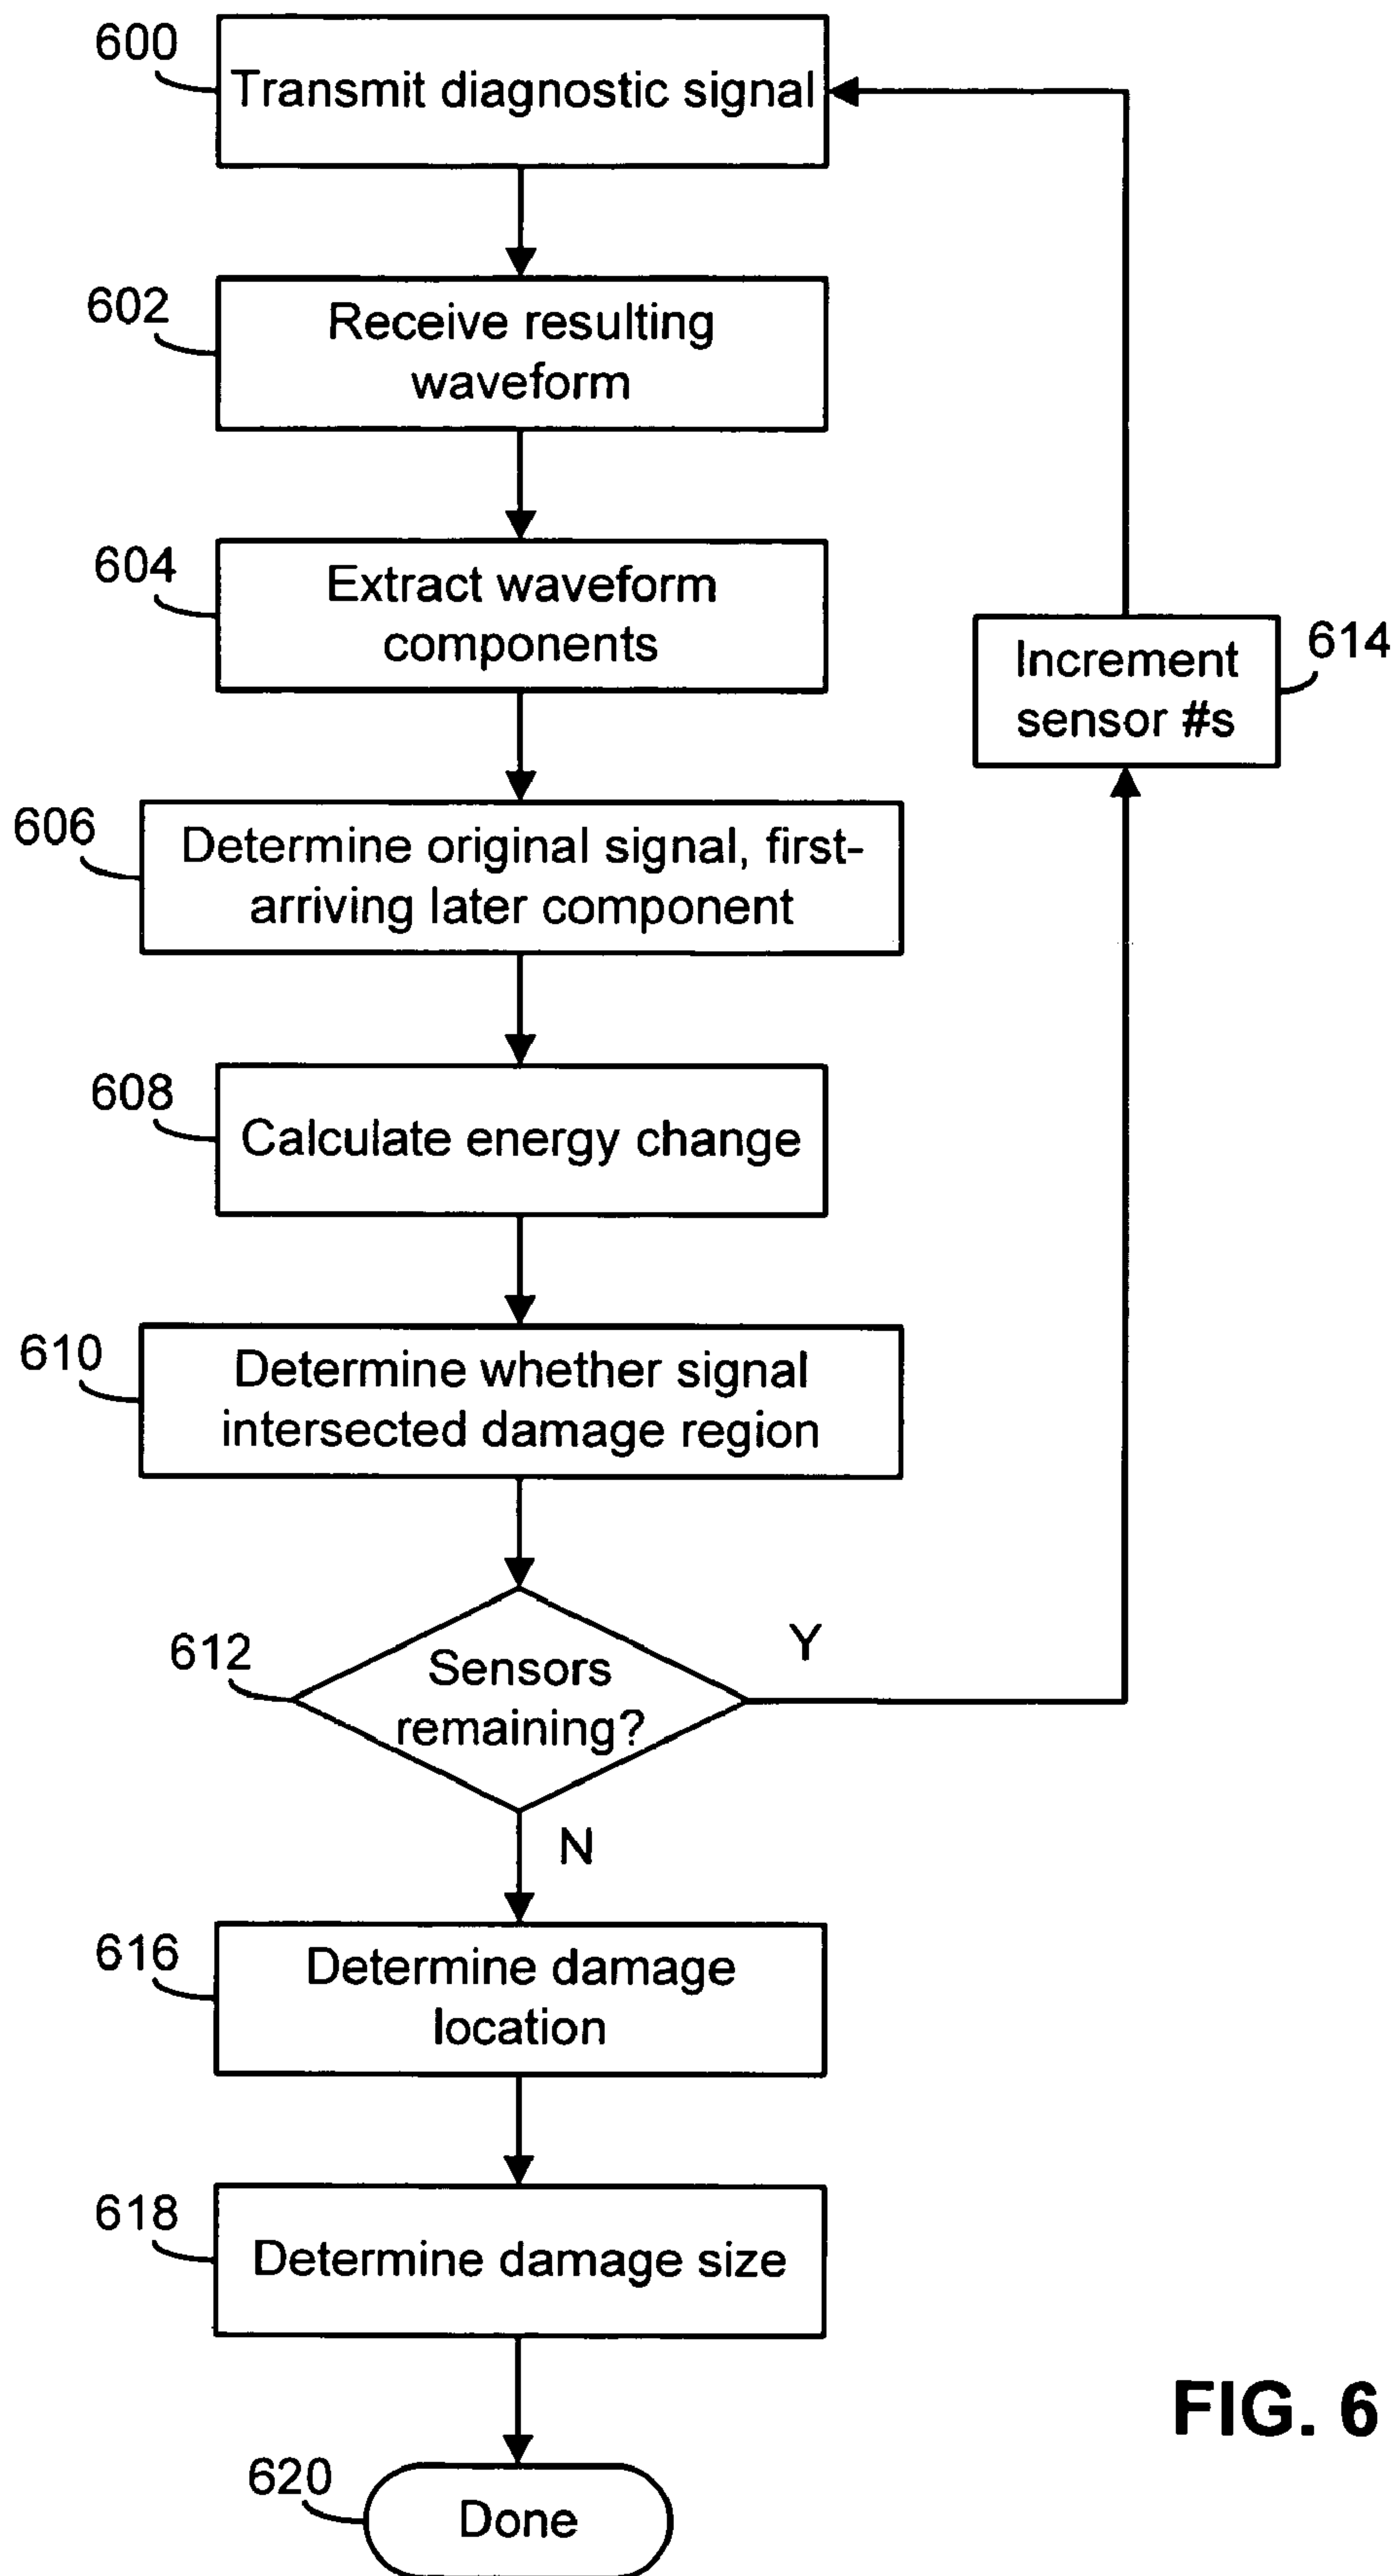 600
Transmit diagnostic signal
602
Receive resulting
waveform
604
Extract waveform
components
Increment
sensor #s
614
606
Determine original signal, first-
arriving later component
608
Calculate energy change
610
Determine whether signal
intersected damage region
612
Sensors
remaining?
Y
N
616
Determine damage
location
618
Determine damage size
620
Done
FIG. 6